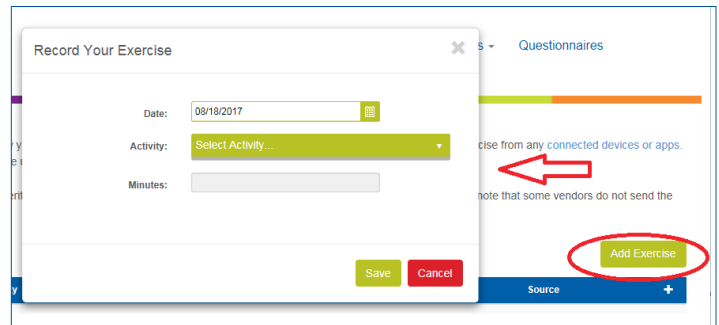 Record Your Exercise
Questionnaires
Date: 08/18/2017
Activity: Select Activity...
Minutes:
cise from any connected devices or apps.
note that some vendors do not send the
Add Exercise
Save Cancel
Source +